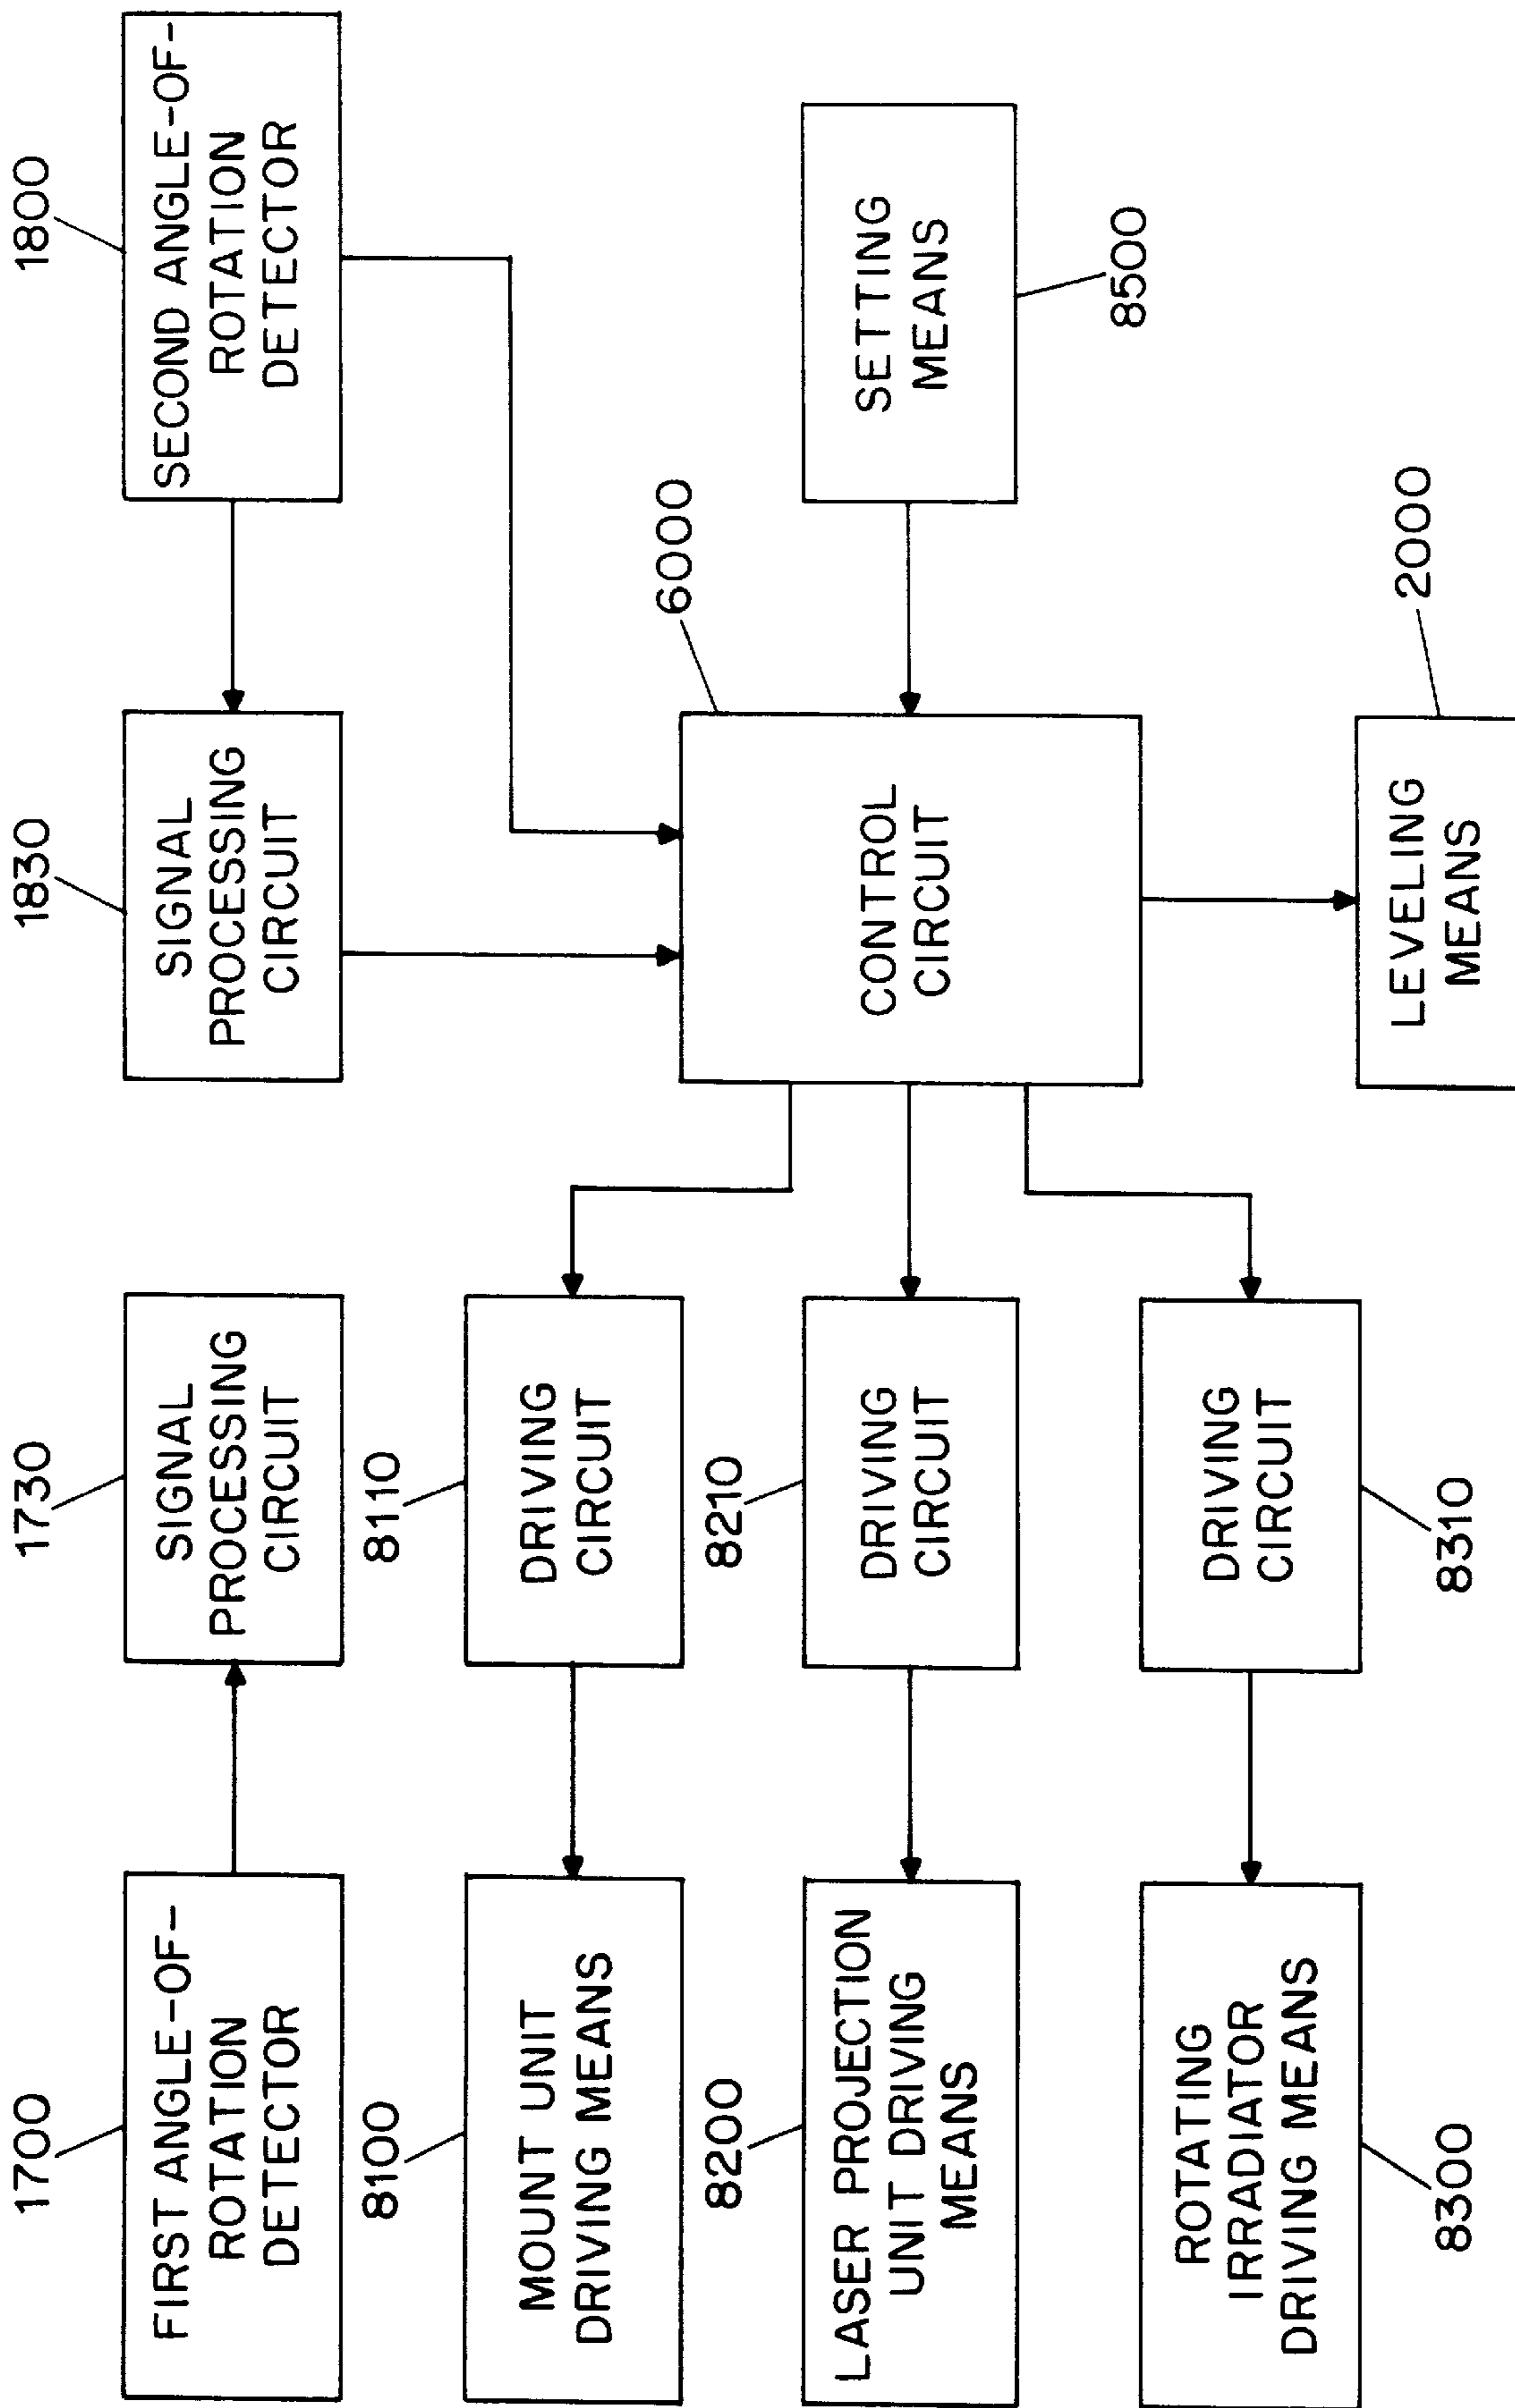 1700
FIRST ANGLE-OF-
ROTATION
DETECTOR
1730
SIGNAL
PROCESSING
CIRCUIT
1830
SIGNAL
PROCESSING
CIRCUIT
1800
SECOND ANGLE-OF-
ROTATION
DETECTOR
8100
MOUNT UNIT
DRIVING MEANS
8110
DRIVING
CIRCUIT
8200
LASER PROJECTION
UNIT DRIVING
MEANS
8210
DRIVING
CIRCUIT
6000
CONTROL
CIRCUIT
SETTING
MEANS
8500
ROTATING
IRRADIATOR
DRIVING MEANS
8300
DRIVING
CIRCUIT
8310
2000
LEVELING
MEANS